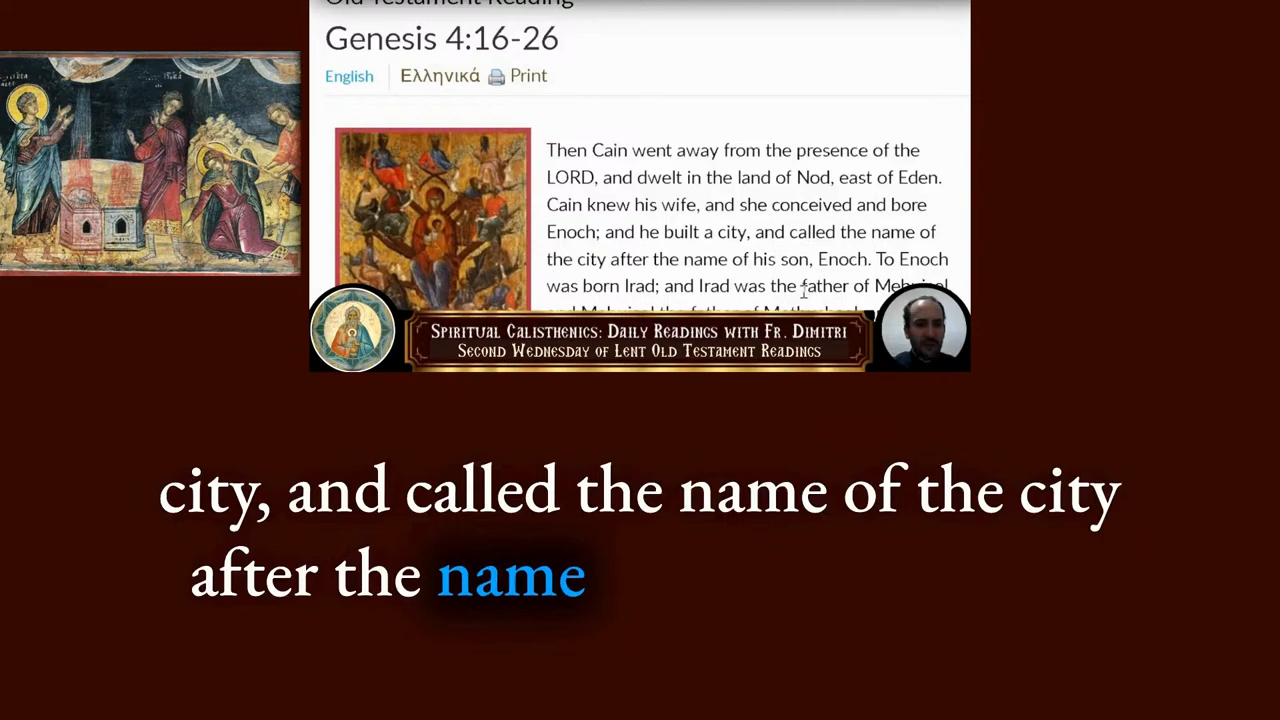 Old Testament Reading
Genesis 4:16-26
English Ελληνικά Print
Then Cain went away from the presence of the
LORD, and dwelt in the land of Nod, east of Eden.
Cain knew his wife, and she conceived and bore
Enoch; and he built a city, and called the name of
the city after the name of his son, Enoch. To Enoch
was born Irad; and Irad was the father of
SPIRITUAL CALISTHENICS: DAILY READINGS WITH FR. DIMITRI
SECOND WEDNESDAY OF LENT OLD TESTAMENT READINGS
city, and called the name of the city
after the name